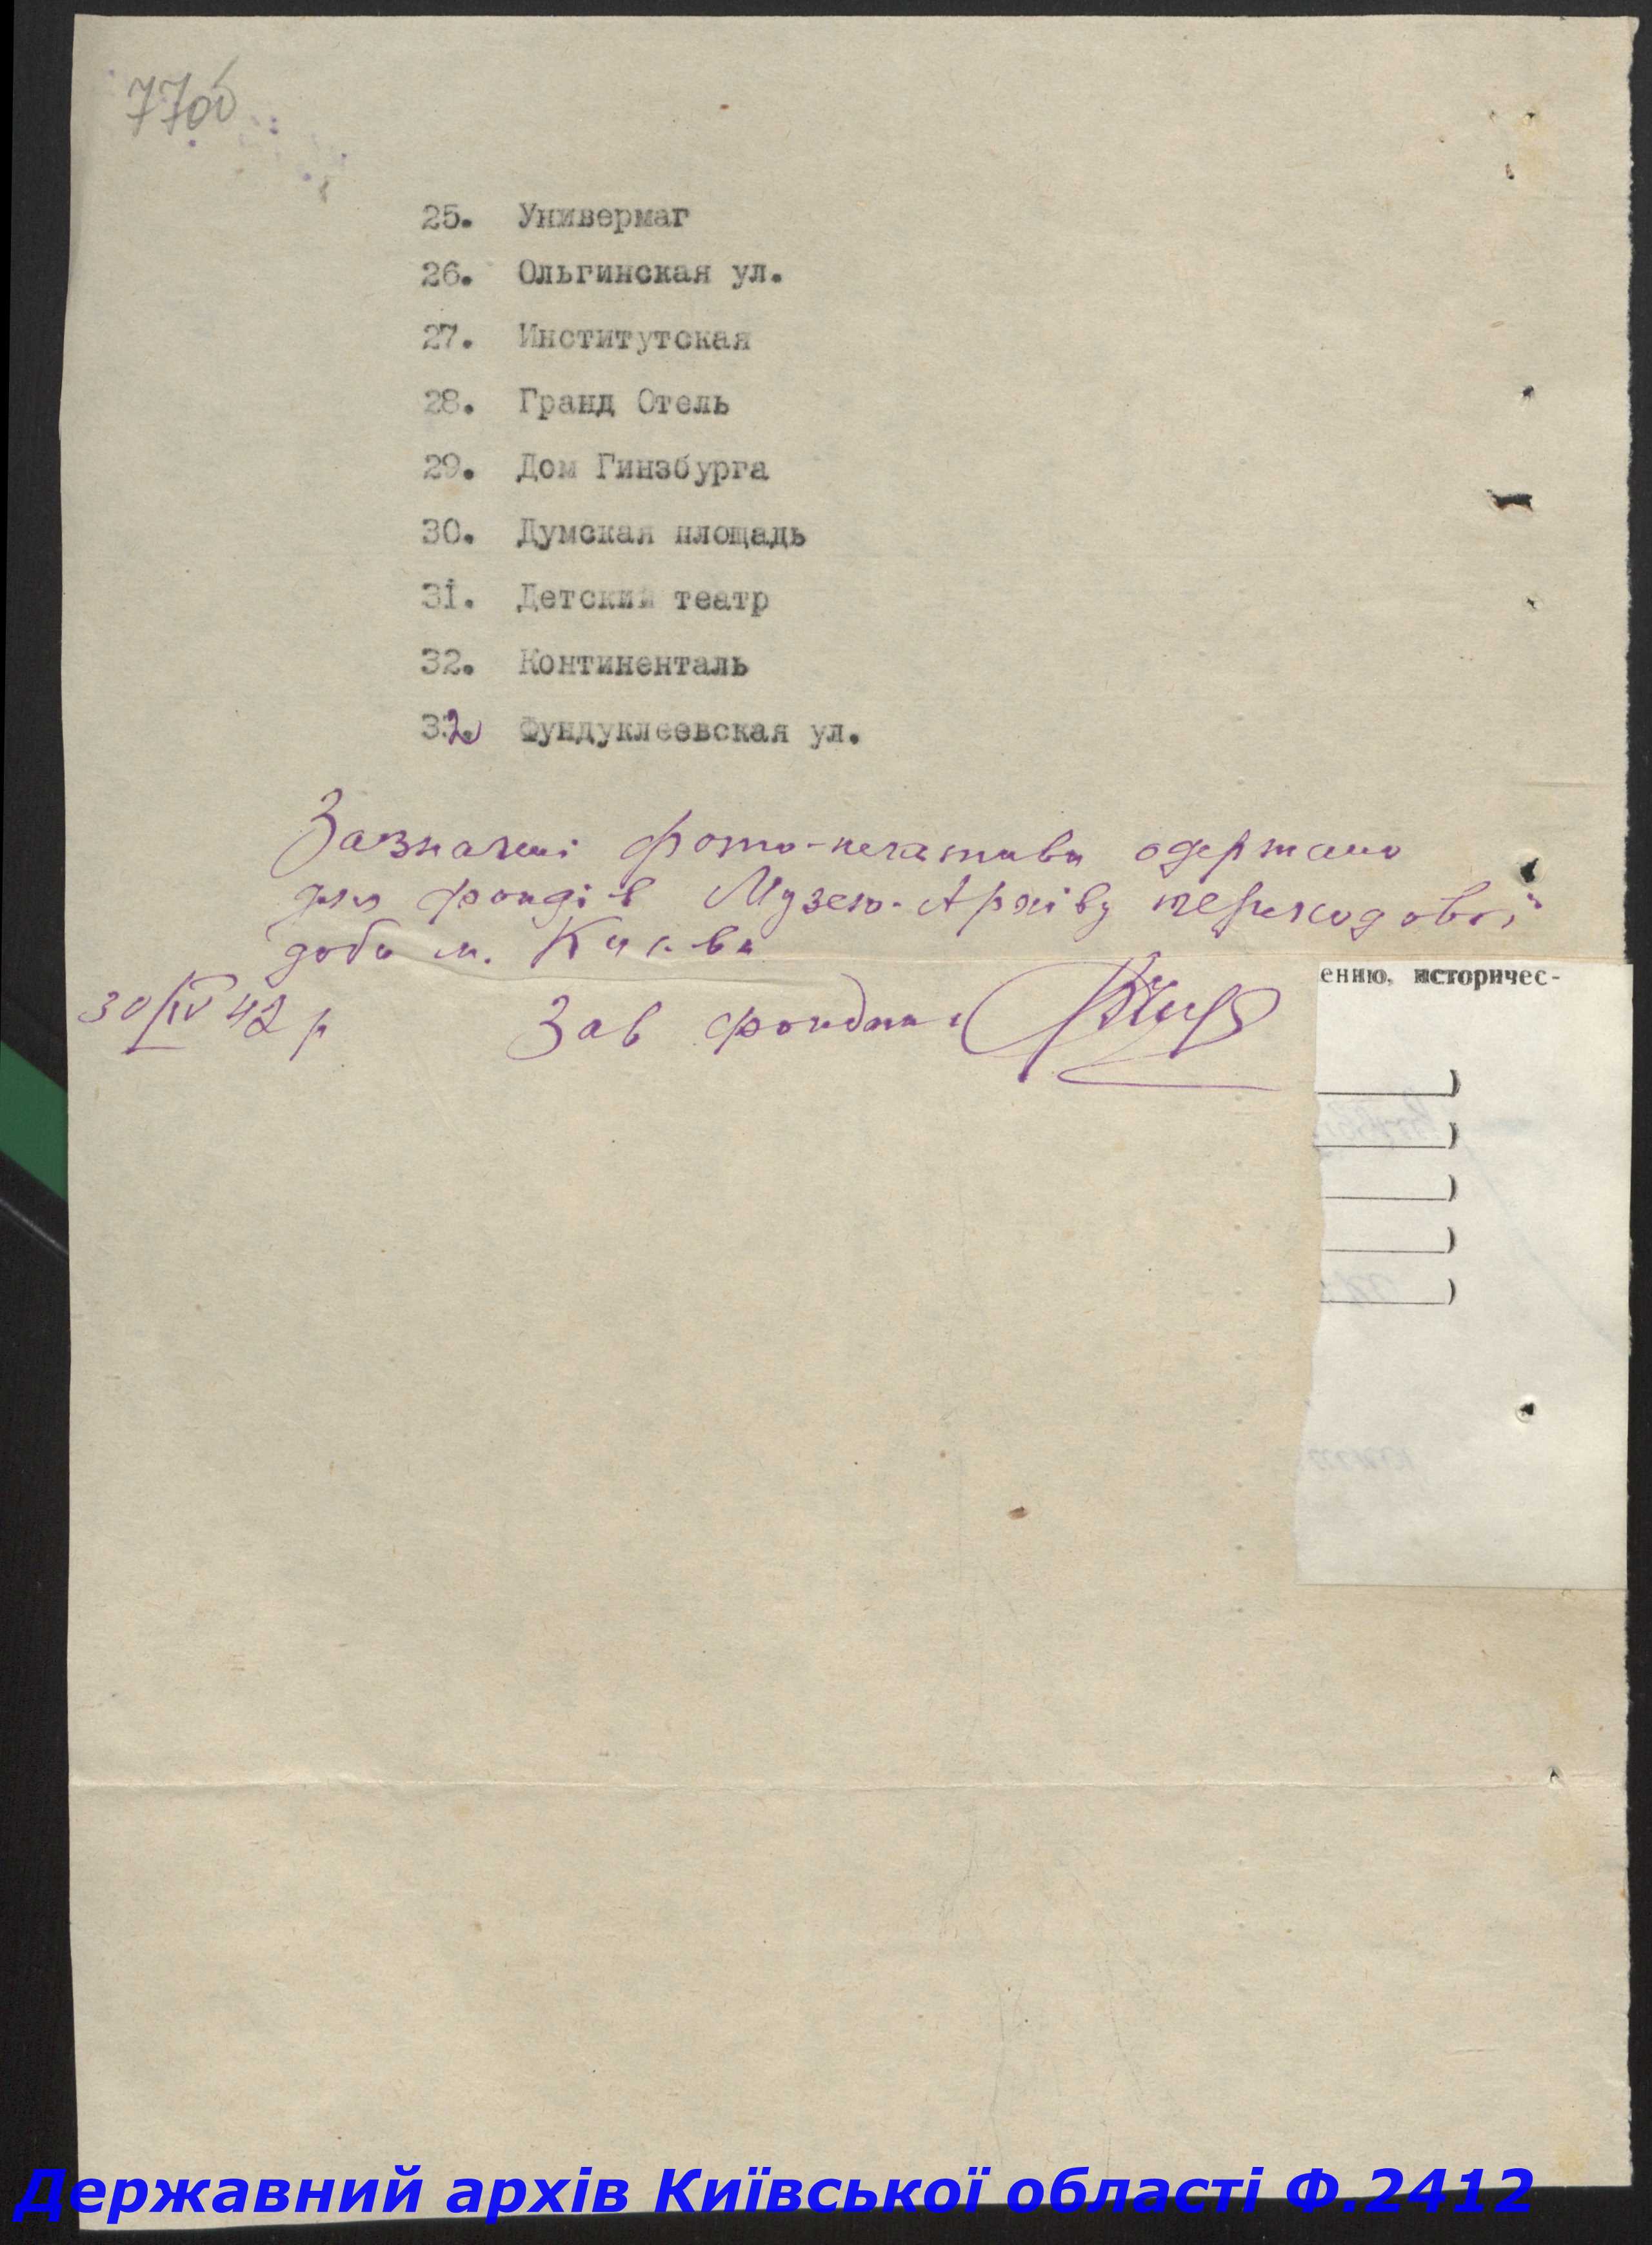 77об
25. Универмаг
26. Ольгинская ул.
27. Институтская
28. Гранд Отель
29. Дом Гинзбурга
30. Думская площадь
31. Детский театр
32. Континенталь
32 Фундуклеевская ул.
Зазначені фото-негативи одержано
для фондів Музею-Архіву переходової
доби м. Києва
30/IV 42 р
Зав фондами
ению, историчес-
)
)
)
)
)
Державний архів Київської області Ф.2412